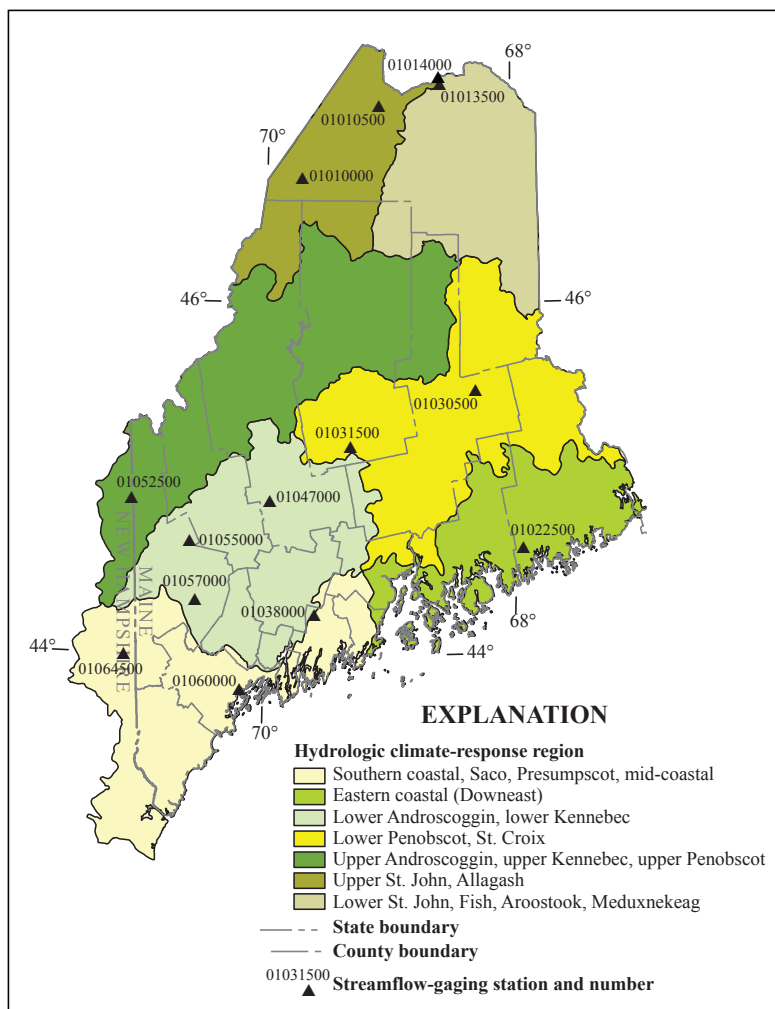 68°
01014000
01013500
01010500
70°
01010000
46°
46°
01030500
01031500
01052500
01047000
01055000
01022500
01057000
MAINE
NEW HAMPSHIRE
01038000
68°
44°
44°
01064500
01060000
70°
EXPLANATION
Hydrologic climate-response region
Southern coastal, Saco, Presumpscot, mid-coastal
Eastern coastal (Downeast)
Lower Androscoggin, lower Kennebec
Lower Penobscot, St. Croix
Upper Androscoggin, upper Kennebec, upper Penobscot
Upper St. John, Allagash
Lower St. John, Fish, Aroostook, Meduxnekeag
State boundary
County boundary
01031500
Streamflow-gaging station and number